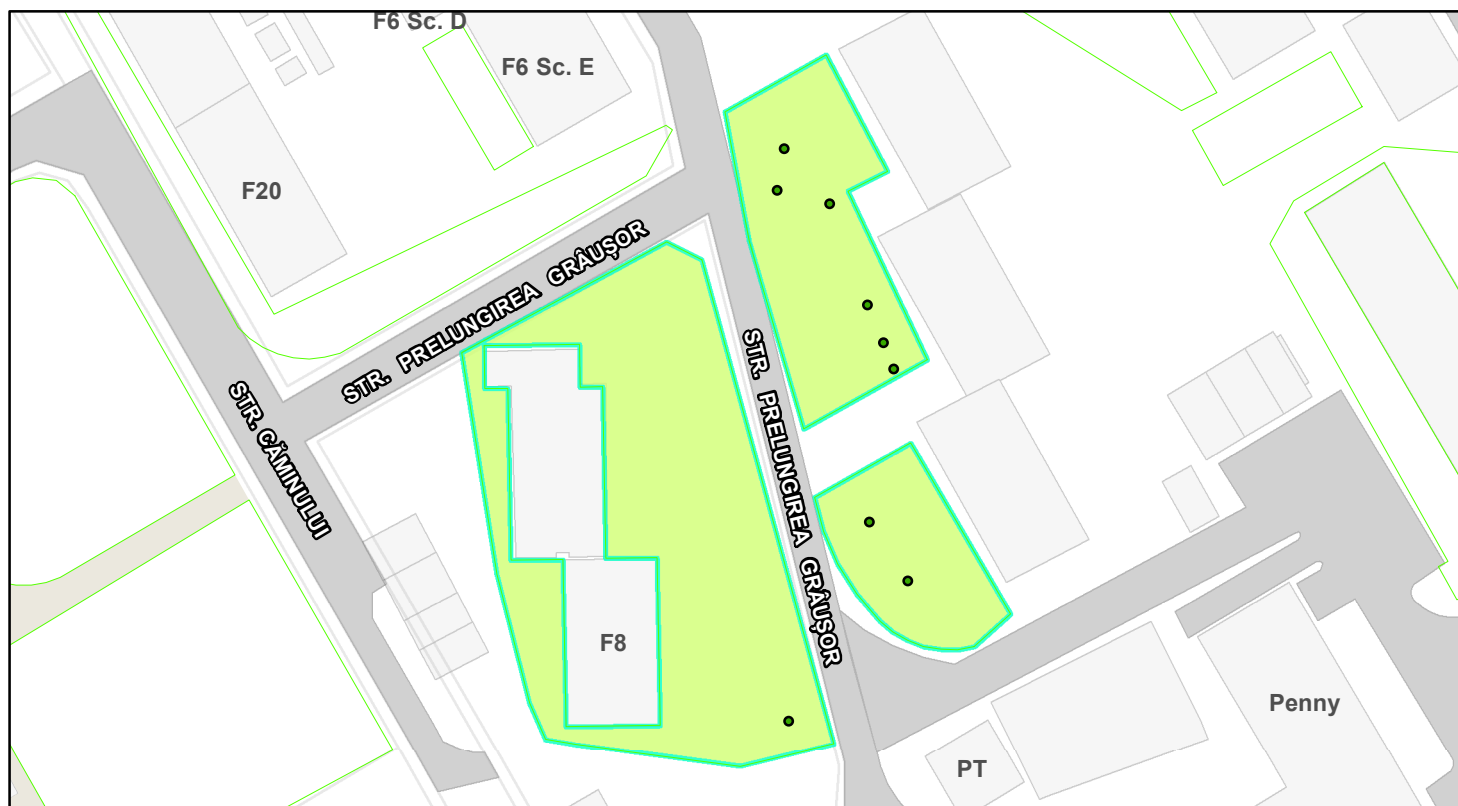 F6 Sc. D
F6 Sc. E
F20
STR. PRELUNGIREA GRÂUȘOR
STR. CĂMINULUI
STR. PRELUNGIREA GRÂUȘOR
F8
Penny
PT